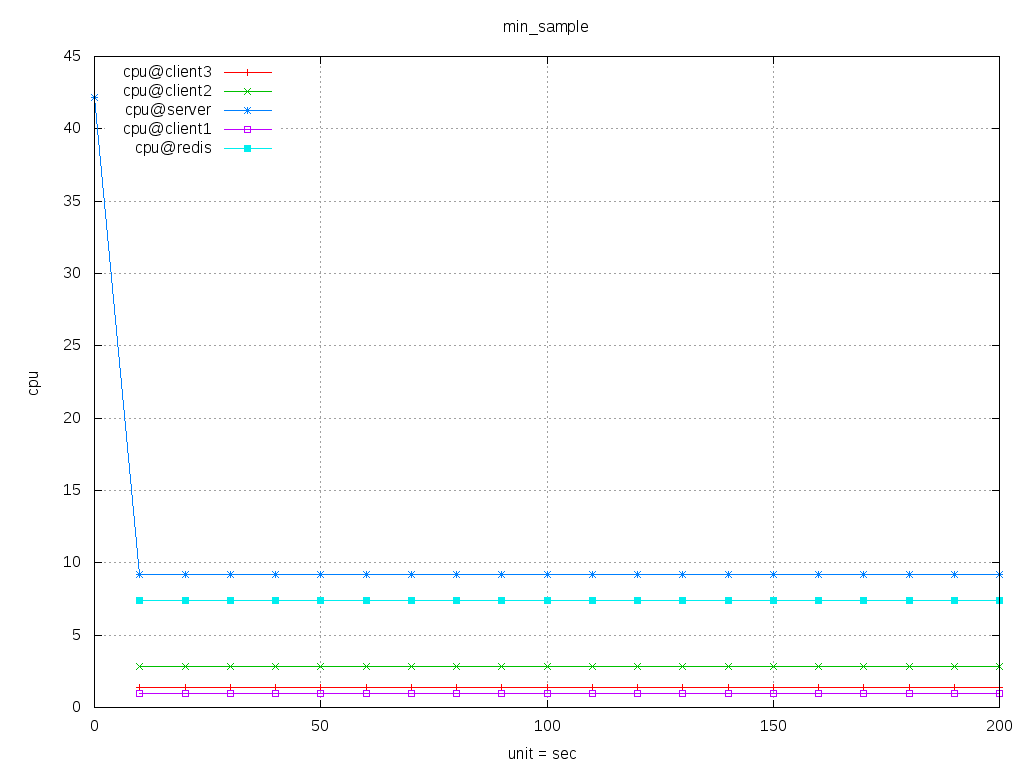 min_sample
45
40
35
30
25
20
15
10
5
0
cpu
cpu@client3
cpu@client2
cpu@server
cpu@client1
cpu@redis
0 50 100 150 200
unit = sec